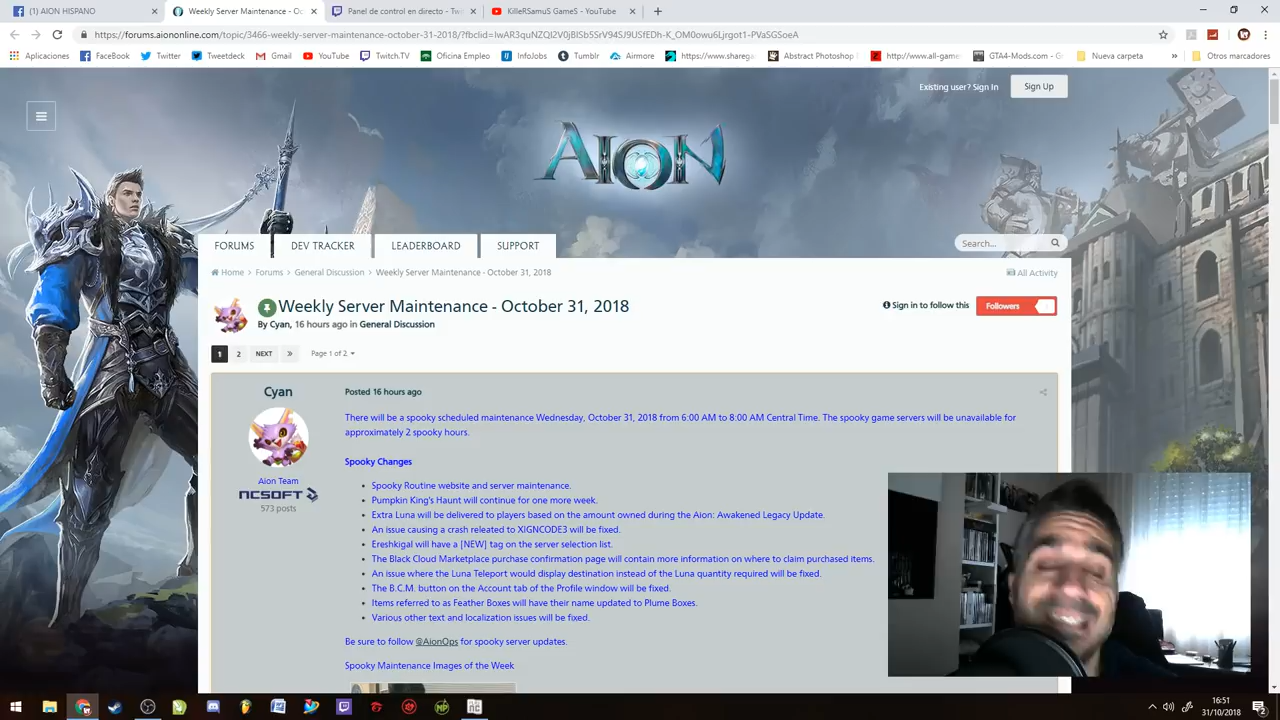 (1) AION HISPANO
Weekly Server Maintenance - Oc
Panel de control en directo - Twit
KilleRSamuS GameS - YouTube
https://forums.aiononline.com/topic/3466-weekly-server-maintenance-october-31-2018/?fbclid=
Aplicaciones
FaceBook
Twitter
Tweetdeck
Gmail
YouTube
Twitch.TV
Oficina Empleo
InfoJobs
Tumblr
Airmore
https://www.sharega
Abstract Photoshop
http://www.all-game
GTA4-Mods.com - G
Nueva carpeta
»
Otros marcadores
Existing user? Sign In
Sign Up
AION
FORUMS
DEV TRACKER
LEADERBOARD
SUPPORT
Search...
Home > Forums > General Discussion > Weekly Server Maintenance - October 31, 2018
All Activity
Weekly Server Maintenance - October 31, 2018
By Cyan, 16 hours ago in General Discussion
Sign in to follow this
Followers
1 2 NEXT » Page 1 of 2
Cyan
Aion Team
NCSOFT
573 posts
Posted 16 hours ago
There will be a spooky scheduled maintenance Wednesday, October 31, 2018 from 6:00 AM to 8:00 AM Central Time. The spooky game servers will be unavailable for
approximately 2 spooky hours.
Spooky Changes
• Spooky Routine website and server maintenance.
• Pumpkin King's Haunt will continue for one more week.
• Extra Luna will be delivered to players based on the amount owned during the Aion: Awakened Legacy Update.
• An issue causing a crash releated to XIGNCODE3 will be fixed.
• Ereshkigal will have a [NEW] tag on the server selection list.
• The Black Cloud Marketplace purchase confirmation page will contain more information on where to claim purchased items.
• An issue where the Luna Teleport would display destination instead of the Luna quantity required will be fixed.
• The B.C.M. button on the Account tab of the Profile window will be fixed.
• Items referred to as Feather Boxes will have their name updated to Plume Boxes.
• Various other text and localization issues will be fixed.
Be sure to follow @AionOps for spooky server updates.
Spooky Maintenance Images of the Week
16:51
31/10/2018
2